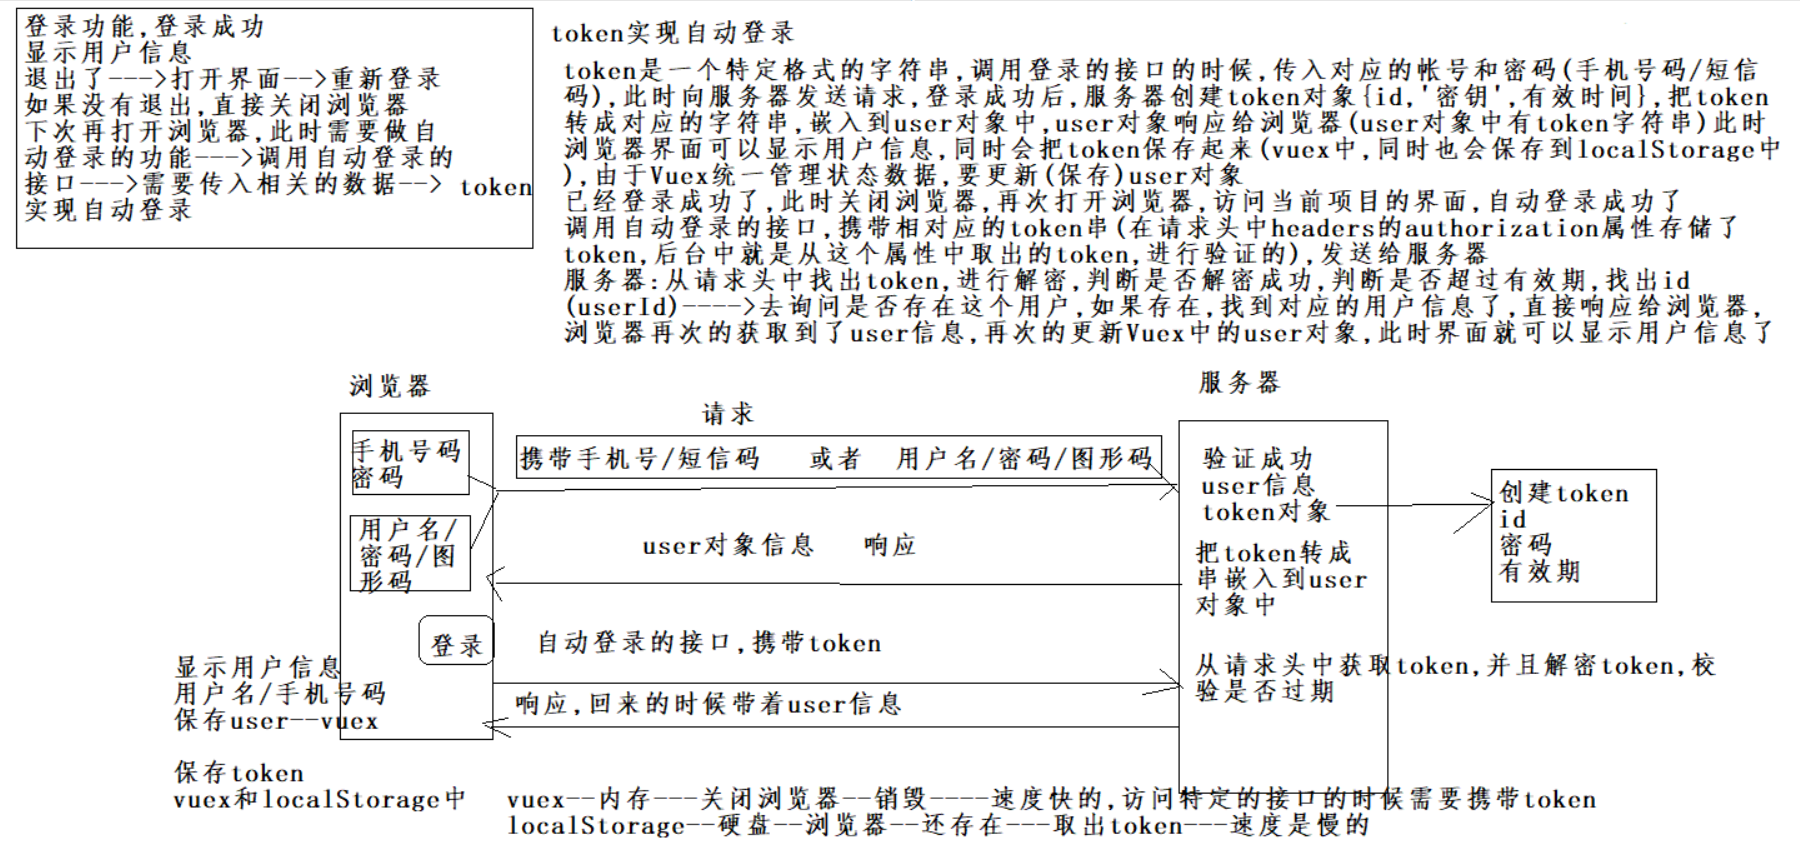 登录功能,登录成功
显示用户信息
退出了--->打开界面-->重新登录
如果没有退出,直接关闭浏览器
下次再打开浏览器,此时需要做自
动登录的功能--->调用自动登录的
接口--->需要传入相关的数据--> token
实现自动登录
token实现自动登录
token是一个特定格式的字符串,调用登录的接口的时候,传入对应的帐号和密码(手机号码/短信
码),此时向服务器发送请求,登录成功后,服务器创建token对象{id,'密钥',有效时间},把token
转成对应的字符串,嵌入到user对象中,user对象响应给浏览器(user对象中有token字符串)此时
浏览器界面可以显示用户信息,同时会把token保存起来(vuex中,同时也会保存到localStorage中
),由于Vuex统一管理状态数据,要更新(保存)user对象
已经登录成功了,此时关闭浏览器,再次打开浏览器,访问当前项目的界面,自动登录成功了
调用自动登录的接口,携带相对应的token串(在请求头中headers的authorization属性存储了
token,后台中就是从这个属性中取出的token,进行验证的),发送给服务器
服务器:从请求头中找出token,进行解密,判断是否解密成功,判断是否超过有效期,找出id
(userId)---->去询问是否存在这个用户,如果存在,找到对应的用户信息了,直接响应给浏览器,
浏览器再次的获取到了user信息,再次的更新Vuex中的user对象,此时界面就可以显示用户信息了
浏览器
服务器
请求
手机号码
密码
携带手机号/短信码 或者 用户名/密码/图形码
验证成功
user信息
token对象
创建token
id
密码
有效期
用户名/
密码/图
形码
user对象信息 响应
把token转成
串嵌入到user
对象中
登录
自动登录的接口,携带token
显示用户信息
用户名/手机号码
保存user--vuex
从请求头中获取token,并且解密token,校
验是否过期
响应,回来的时候带着user信息
保存token
vuex和localStorage中
vuex--内存---关闭浏览器--销毁----速度快的,访问特定的接口的时候需要携带token
localStorage--硬盘--浏览器--还存在---取出token---速度是慢的